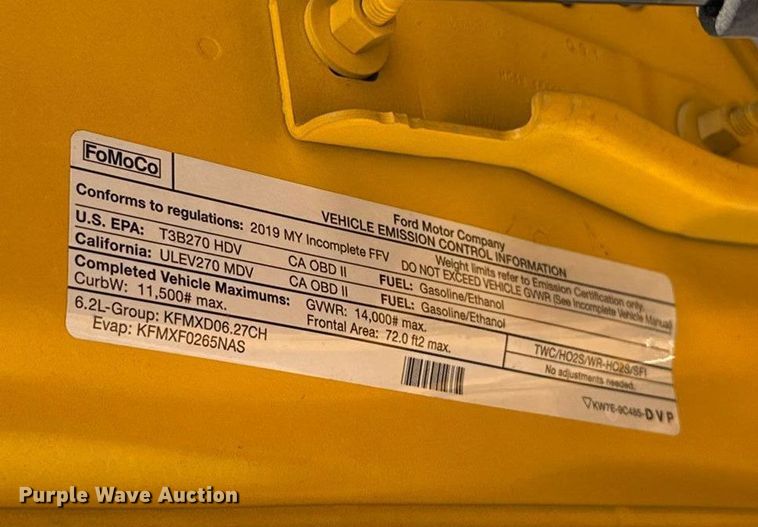 FoMoCo
Ford Motor Company
VEHICLE EMISSION CONTROL INFORMATION
Conforms to regulations: 2019 MY Incomplete FFV
Weight limits refer to Emission Certification only.
DO NOT EXCEED VEHICLE GVWR (See Incomplete Vehicle Manual
U.S. EPA: T3B270 HDV CA OBD II FUEL: Gasoline/Ethanol
California: ULEV270 MDV CA OBD II FUEL: Gasoline/Ethanol
Completed Vehicle Maximums:
CurbW: 11,500# max. GVWR: 14,000# max.
Frontal Area: 72.0 ft2 max.
6.2L-Group: KFMXD06.27CH
Evap: KFMXF0265NAS
TWC/HO2S/WR-HO2S/SFI
No adjustments needed.
KW7E-9C485-DVP
Purple Wave Auction